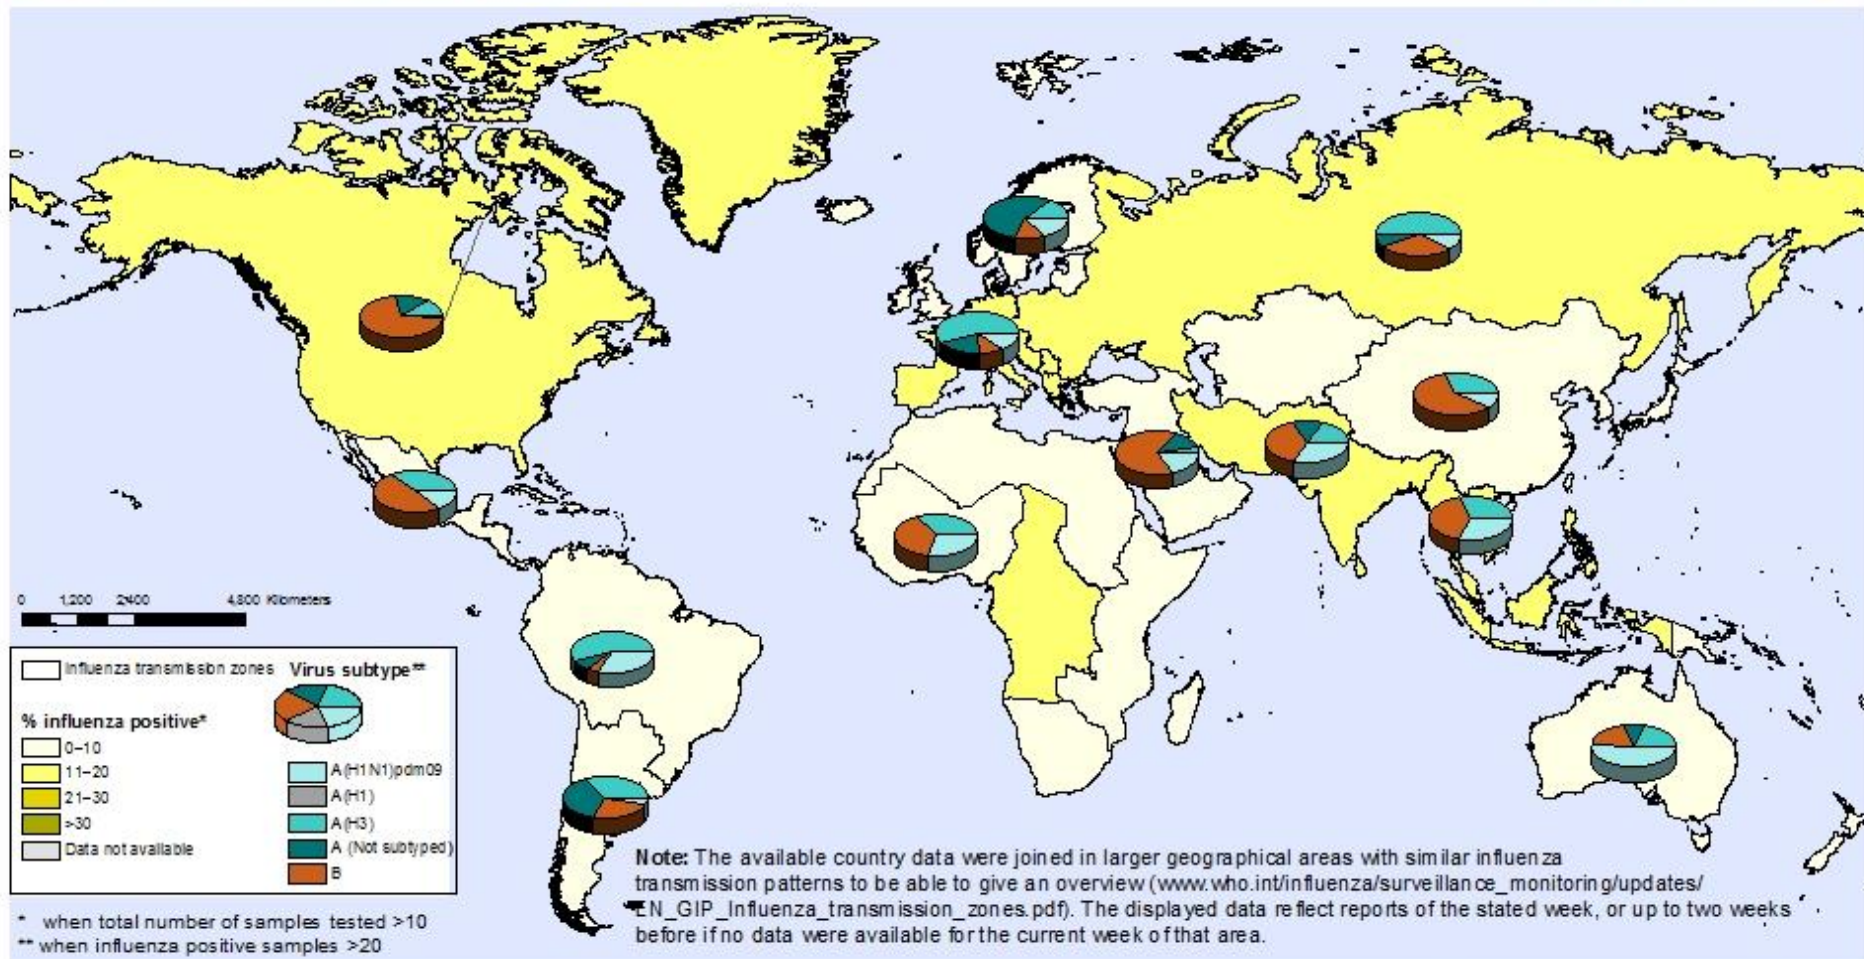 0 1,200 2,400 4,800 Kilometers
Influenza transmission zones
Virus subtype**
% influenza positive*
0–10
11–20
21–30
>30
Data not available
A(H1N1)pdm09
A(H1)
A(H3)
A (Not subtyped)
B
* when total number of samples tested >10
** when influenza positive samples >20
Note: The available country data were joined in larger geographical areas with similar influenza
transmission patterns to be able to give an overview (www.who.int/influenza/surveillance_monitoring/updates/
EN_GIP_Influenza_transmission_zones.pdf). The displayed data reflect reports of the stated week, or up to two weeks
before if no data were available for the current week of that area.